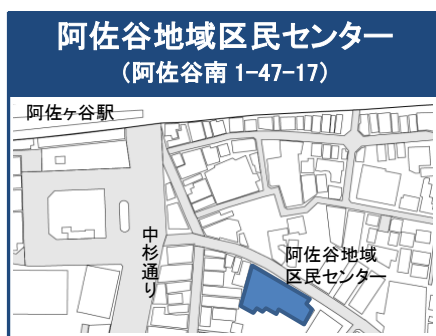 阿佐谷地域区民センター
（阿佐谷南 1-47-17）
阿佐ヶ谷駅
中杉通り
阿佐谷地域
区民センター